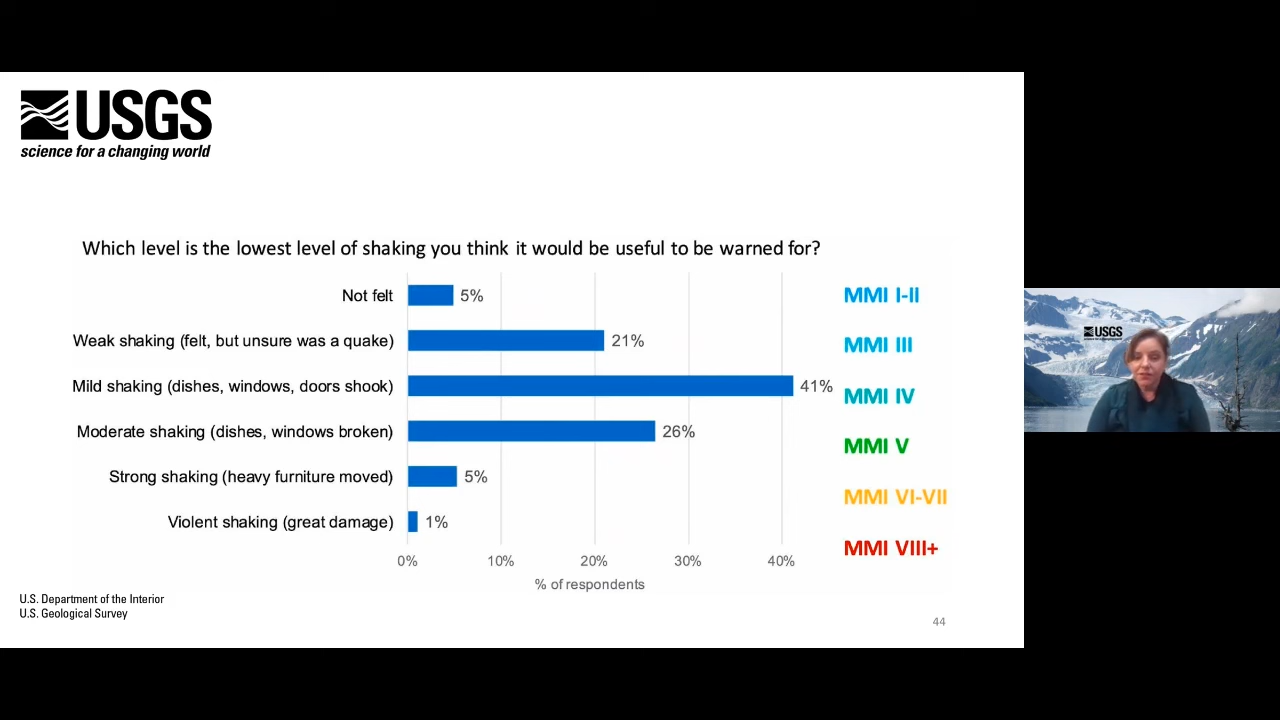 USGS
science for a changing world
Which level is the lowest level of shaking you think it would be useful to be warned for?
Not felt 5% MMI I-II
Weak shaking (felt, but unsure was a quake) 21% MMI III
Mild shaking (dishes, windows, doors shook) 41% MMI IV
Moderate shaking (dishes, windows broken) 26% MMI V
Strong shaking (heavy furniture moved) 5% MMI VI-VII
Violent shaking (great damage) 1% MMI VIII+
0% 10% 20% 30% 40%
% of respondents
U.S. Department of the Interior
U.S. Geological Survey
44
USGS